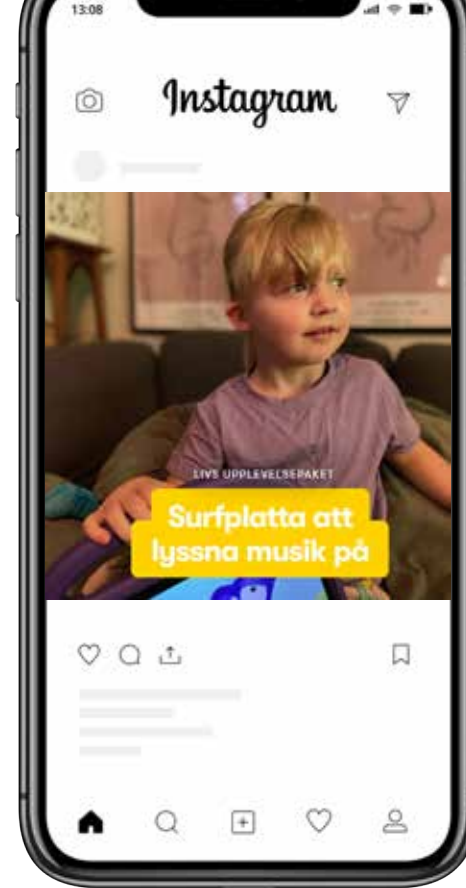 13:08
Instagram
LIVS UPPLEVELSEPAKET
Surfplatta att
lyssna musik på